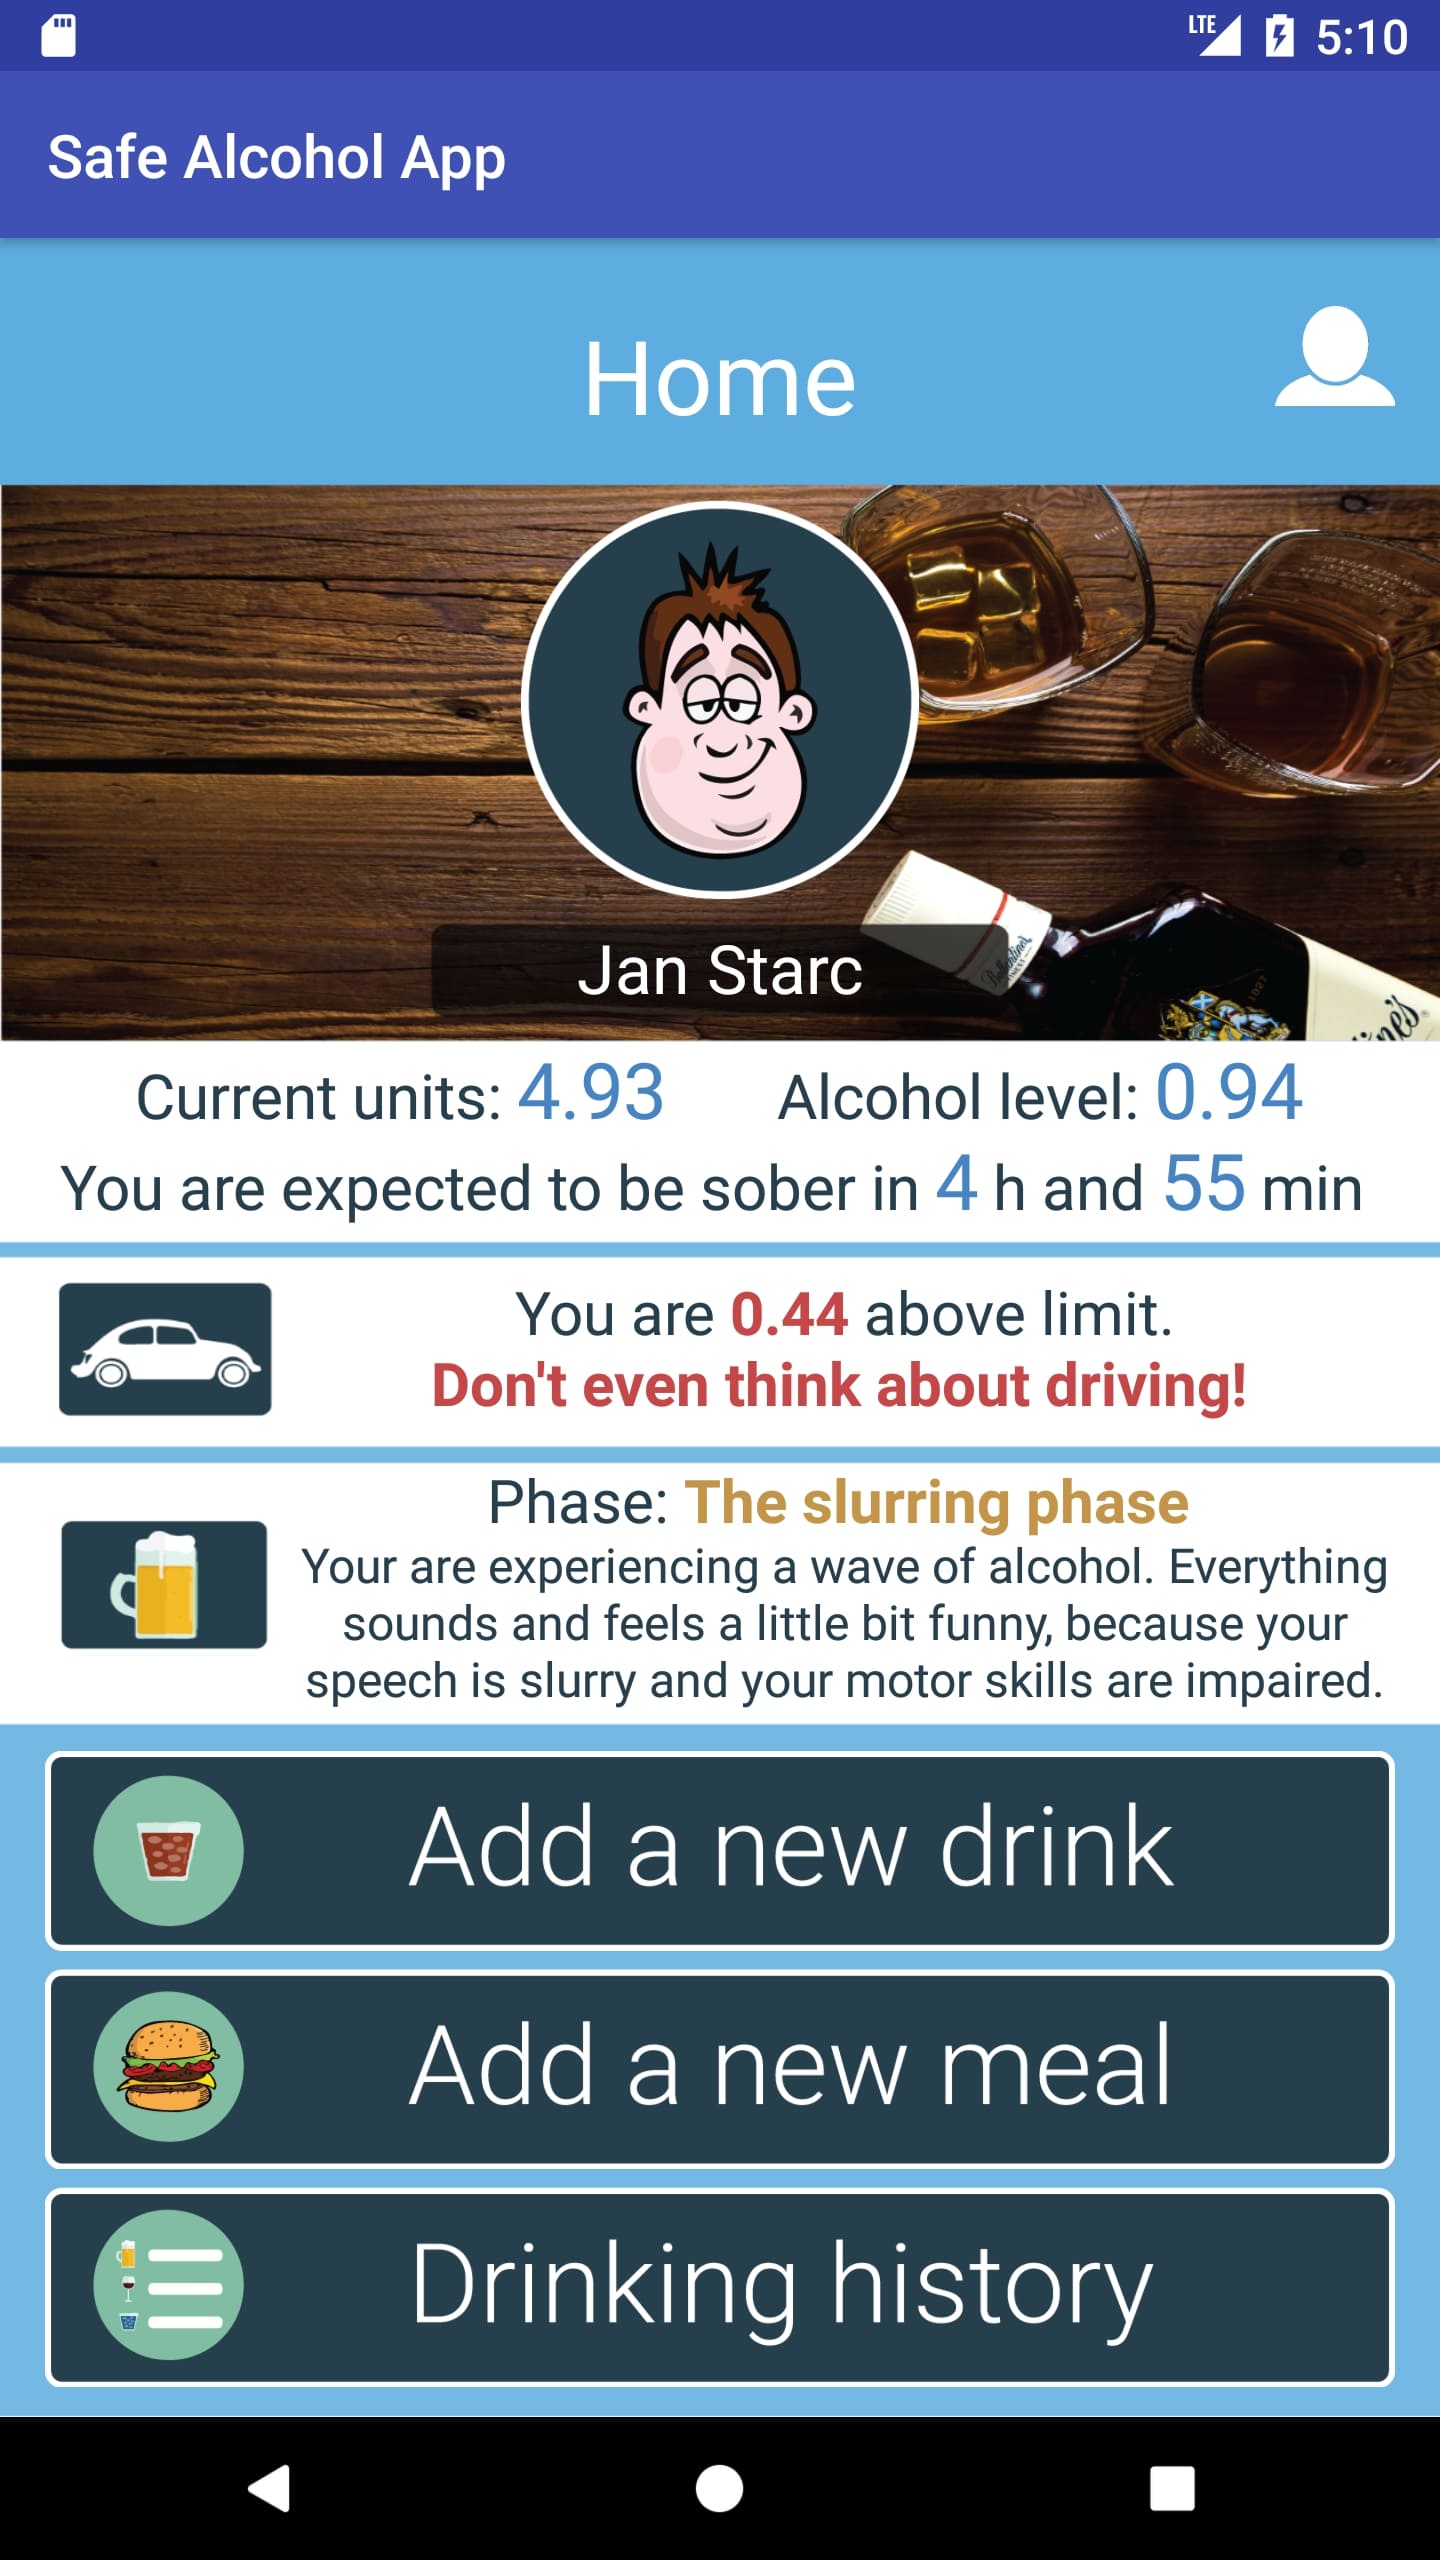 LTE 5:10
Safe Alcohol App
Home
Ballantine's
1827
Jan Starc
Current units: 4.93 Alcohol level: 0.94
You are expected to be sober in 4 h and 55 min
You are 0.44 above limit.
Don't even think about driving!
Phase: The slurring phase
Your are experiencing a wave of alcohol. Everything
sounds and feels a little bit funny, because your
speech is slurry and your motor skills are impaired.
Add a new drink
Add a new meal
Drinking history